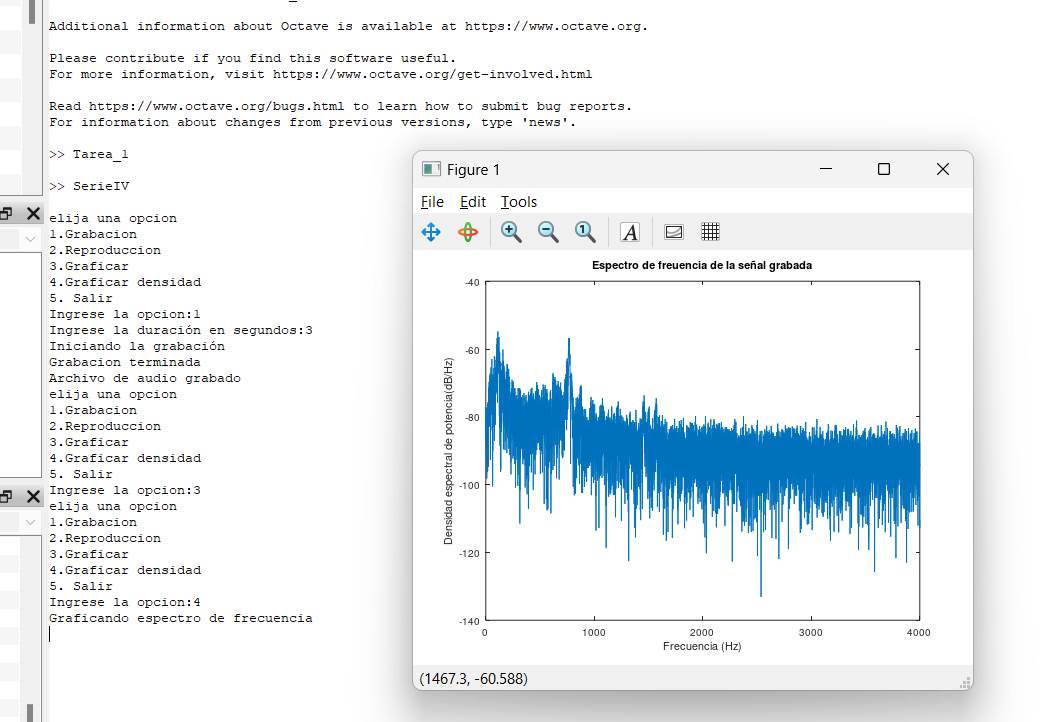 Additional information about Octave is available at https://www.octave.org.
Please contribute if you find this software useful.
For more information, visit https://www.octave.org/get-involved.html
Read https://www.octave.org/bugs.html to learn how to submit bug reports.
For information about changes from previous versions, type 'news'.
>> Tarea_1
>> SerieIV
elija una opcion
1.Grabacion
2.Reproduccion
3.Graficar
4.Graficar densidad
5. Salir
Ingrese la opcion:1
Ingrese la duración en segundos:3
Iniciando la grabación
Grabacion terminada
Archivo de audio grabado
elija una opcion
1.Grabacion
2.Reproduccion
3.Graficar
4.Graficar densidad
5. Salir
Ingrese la opcion:3
elija una opcion
1.Grabacion
2.Reproduccion
3.Graficar
4.Graficar densidad
5. Salir
Ingrese la opcion:4
Graficando espectro de frecuencia
Figure 1
File Edit Tools
A
Espectro de freuencia de la señal grabada
-40
-60
-80
-100
-120
-140
Densidad espectral de potencia(dB/Hz)
0 1000 2000 3000 4000
Frecuencia (Hz)
(1467.3, -60.588)